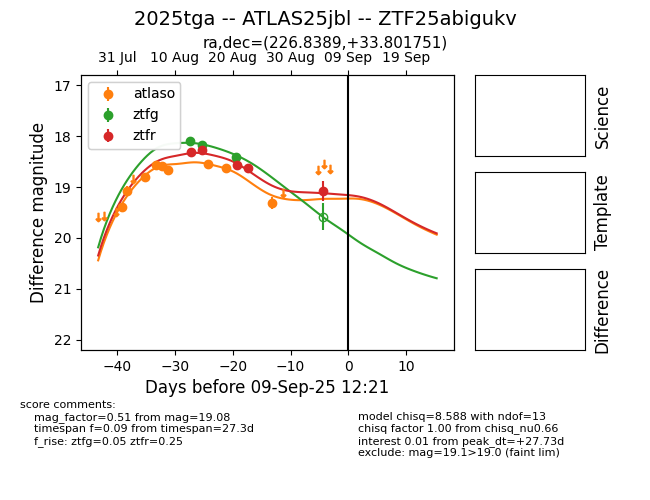 2025tga -- ATLAS25jbl -- ZTF25abigukv
ra,dec=(226.8389,+33.801751)
31 Jul 10 Aug 20 Aug 30 Aug 09 Sep 19 Sep
17
18
19
20
21
22
Difference magnitude
atlaso
ztfg
ztfr
−40 −30 −20 −10 0 10
Days before 09-Sep-25 12:21
Science
Template
Difference
score comments:
mag_factor=0.51 from mag=19.08
timespan f=0.09 from timespan=27.3d
f_rise: ztfg=0.05 ztfr=0.25
model chisq=8.588 with ndof=13
chisq factor 1.00 from chisq_nu0.66
interest 0.01 from peak_dt=+27.73d
exclude: mag=19.1>19.0 (faint lim)